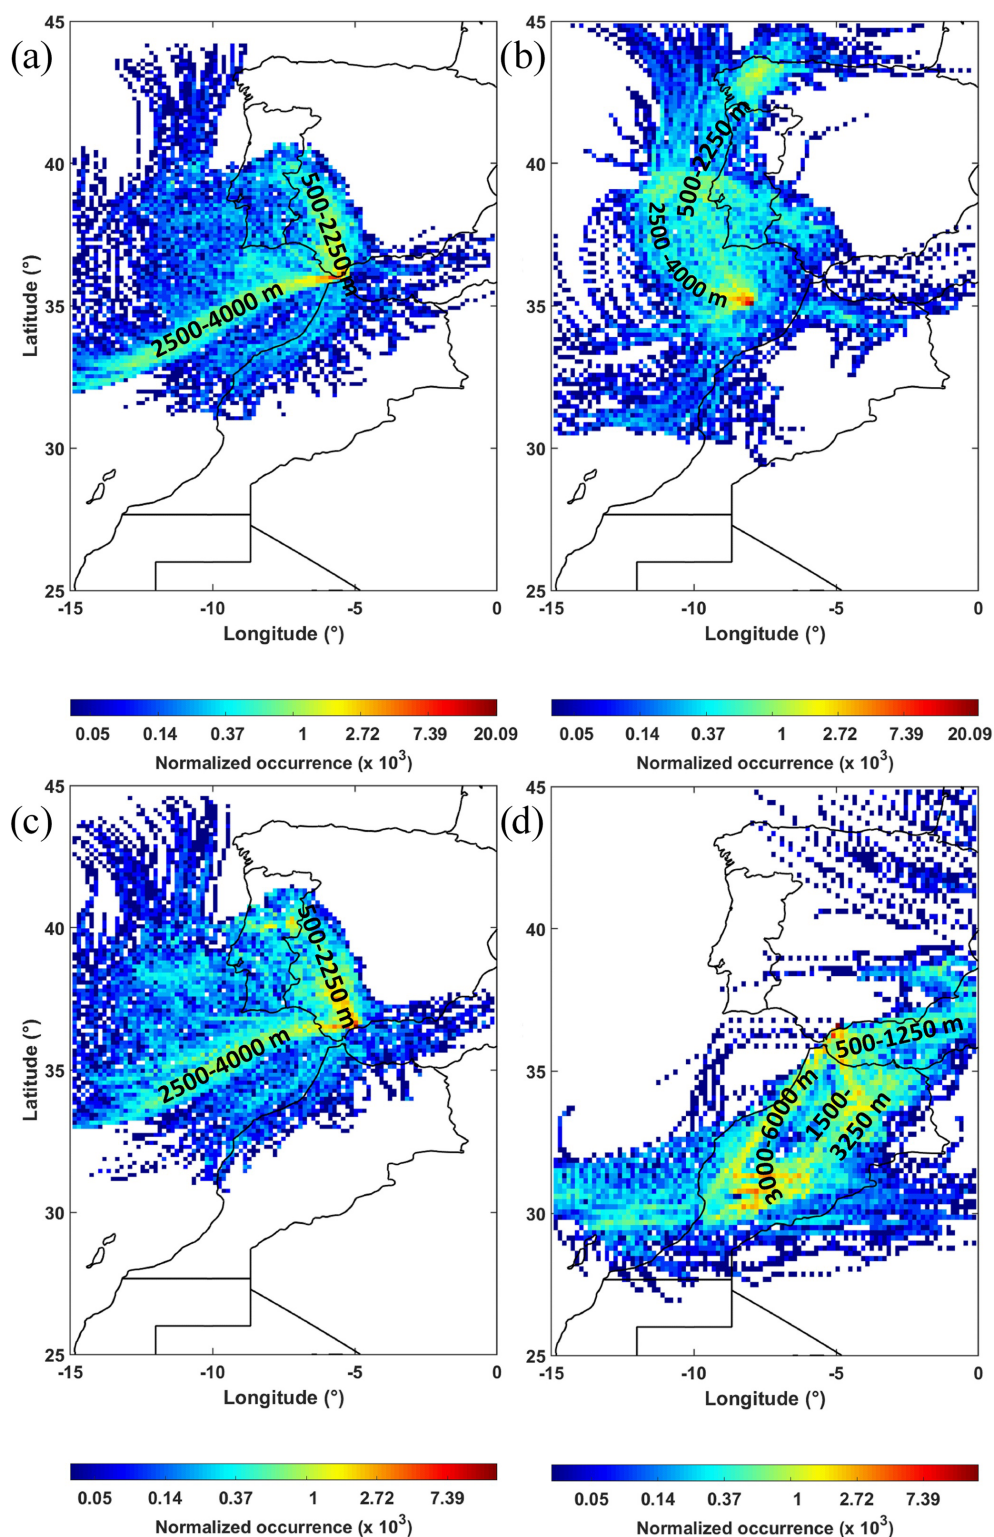 (a)
45
40
35
30
25
Latitude (°)
-15 -10 -5 0
Longitude (°)
500-2250 m
2500-4000 m
0.05 0.14 0.37 1 2.72 7.39 20.09
Normalized occurrence (x 10³)
(b)
45
40
35
30
25
-15 -10 -5 0
Longitude (°)
500-2250 m
2500-4000 m
0.05 0.14 0.37 1 2.72 7.39 20.09
Normalized occurrence (x 10³)
(c)
45
40
35
30
25
Latitude (°)
-15 -10 -5 0
Longitude (°)
500-2250 m
2500-4000 m
0.05 0.14 0.37 1 2.72 7.39
Normalized occurrence (x 10³)
(d)
45
40
35
30
25
-15 -10 -5 0
Longitude (°)
500-1250 m
3000-6000 m
1500-
3250 m
0.05 0.14 0.37 1 2.72 7.39
Normalized occurrence (x 10³)